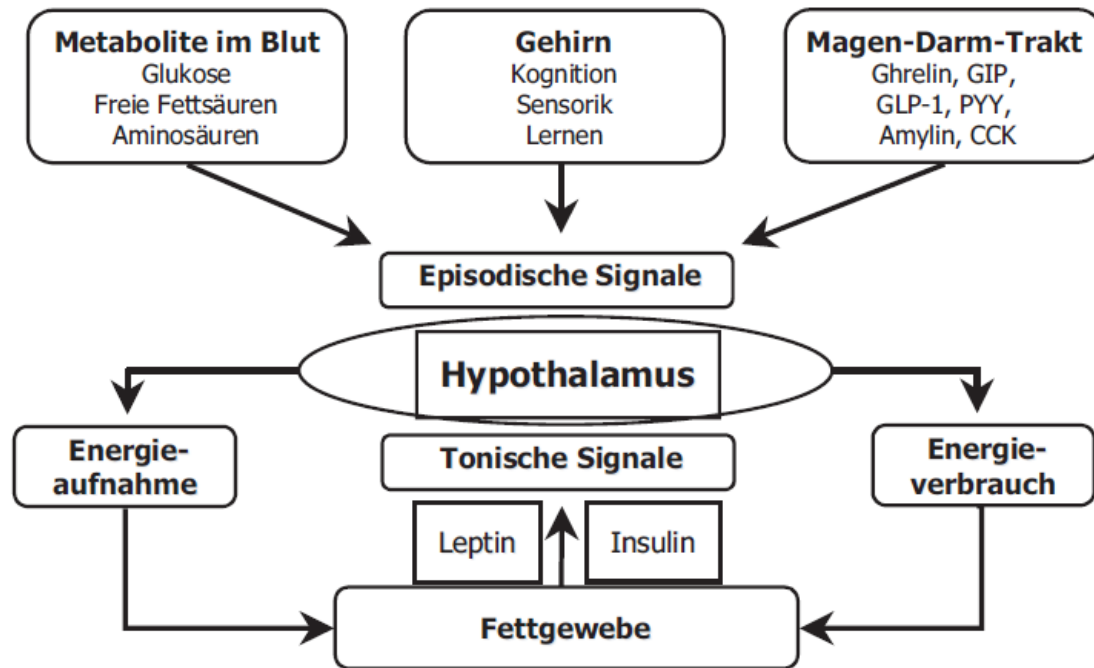 Metabolite im Blut
Glukose
Freie Fettsäuren
Aminosäuren
Gehirn
Kognition
Sensorik
Lernen
Magen-Darm-Trakt
Ghrelin, GIP,
GLP-1, PYY,
Amylin, CCK
Episodische Signale
Hypothalamus
Energie-
aufnahme
Tonische Signale
Energie-
verbrauch
Leptin
Insulin
Fettgewebe